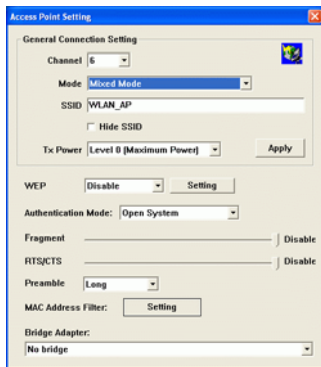 Access Point Setting
General Connection Setting
Channel 6
Mode Mixed Mode
SSID WLAN_AP
Hide SSID
Tx Power Level 0 (Maximum Power) Apply
WEP Disable Setting
Authentication Mode: Open System
Fragment Disable
RTS/CTS Disable
Preamble Long
MAC Address Filter: Setting
Bridge Adapter:
No bridge